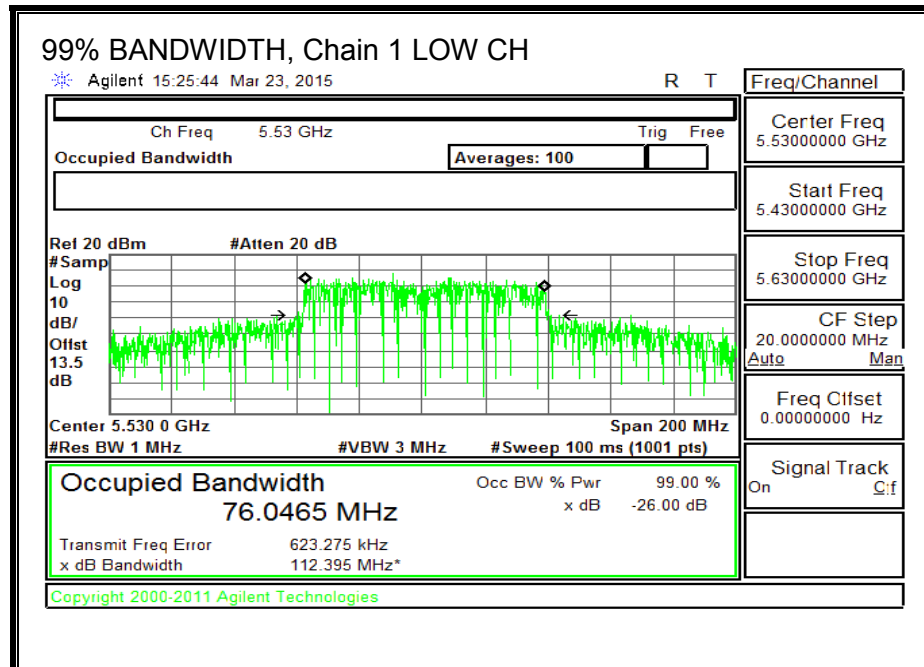 99% BANDWIDTH, Chain 1 LOW CH
Agilent 15:25:44 Mar 23, 2015 R T
Ch Freq 5.53 GHz Trig Free
Occupied Bandwidth Averages: 100
Ref 20 dBm #Atten 20 dB
#Samp
Log
10
dB/
Offst
13.5
dB
Center 5.530 0 GHz Span 200 MHz
#Res BW 1 MHz #VBW 3 MHz #Sweep 100 ms (1001 pts)
Occupied Bandwidth Occ BW % Pwr 99.00 %
76.0465 MHz x dB -26.00 dB
Transmit Freq Error 623.275 kHz
x dB Bandwidth 112.395 MHz*
Copyright 2000-2011 Agilent Technologies
Freq/Channel
Center Freq
5.53000000 GHz
Start Freq
5.43000000 GHz
Stop Freq
5.63000000 GHz
CF Step
20.0000000 MHz
Auto Man
Freq Offset
0.00000000 Hz
Signal Track
On Off